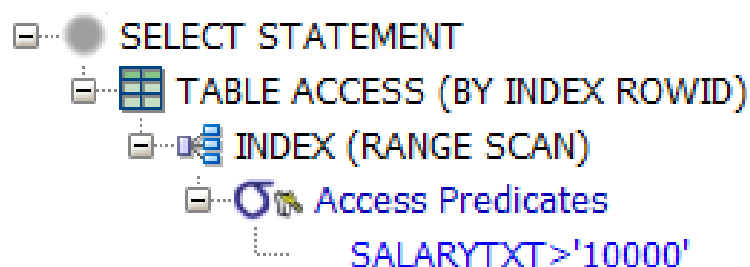 SELECT STATEMENT
TABLE ACCESS (BY INDEX ROWID)
INDEX (RANGE SCAN)
Access Predicates
SALARYTXT>'10000'